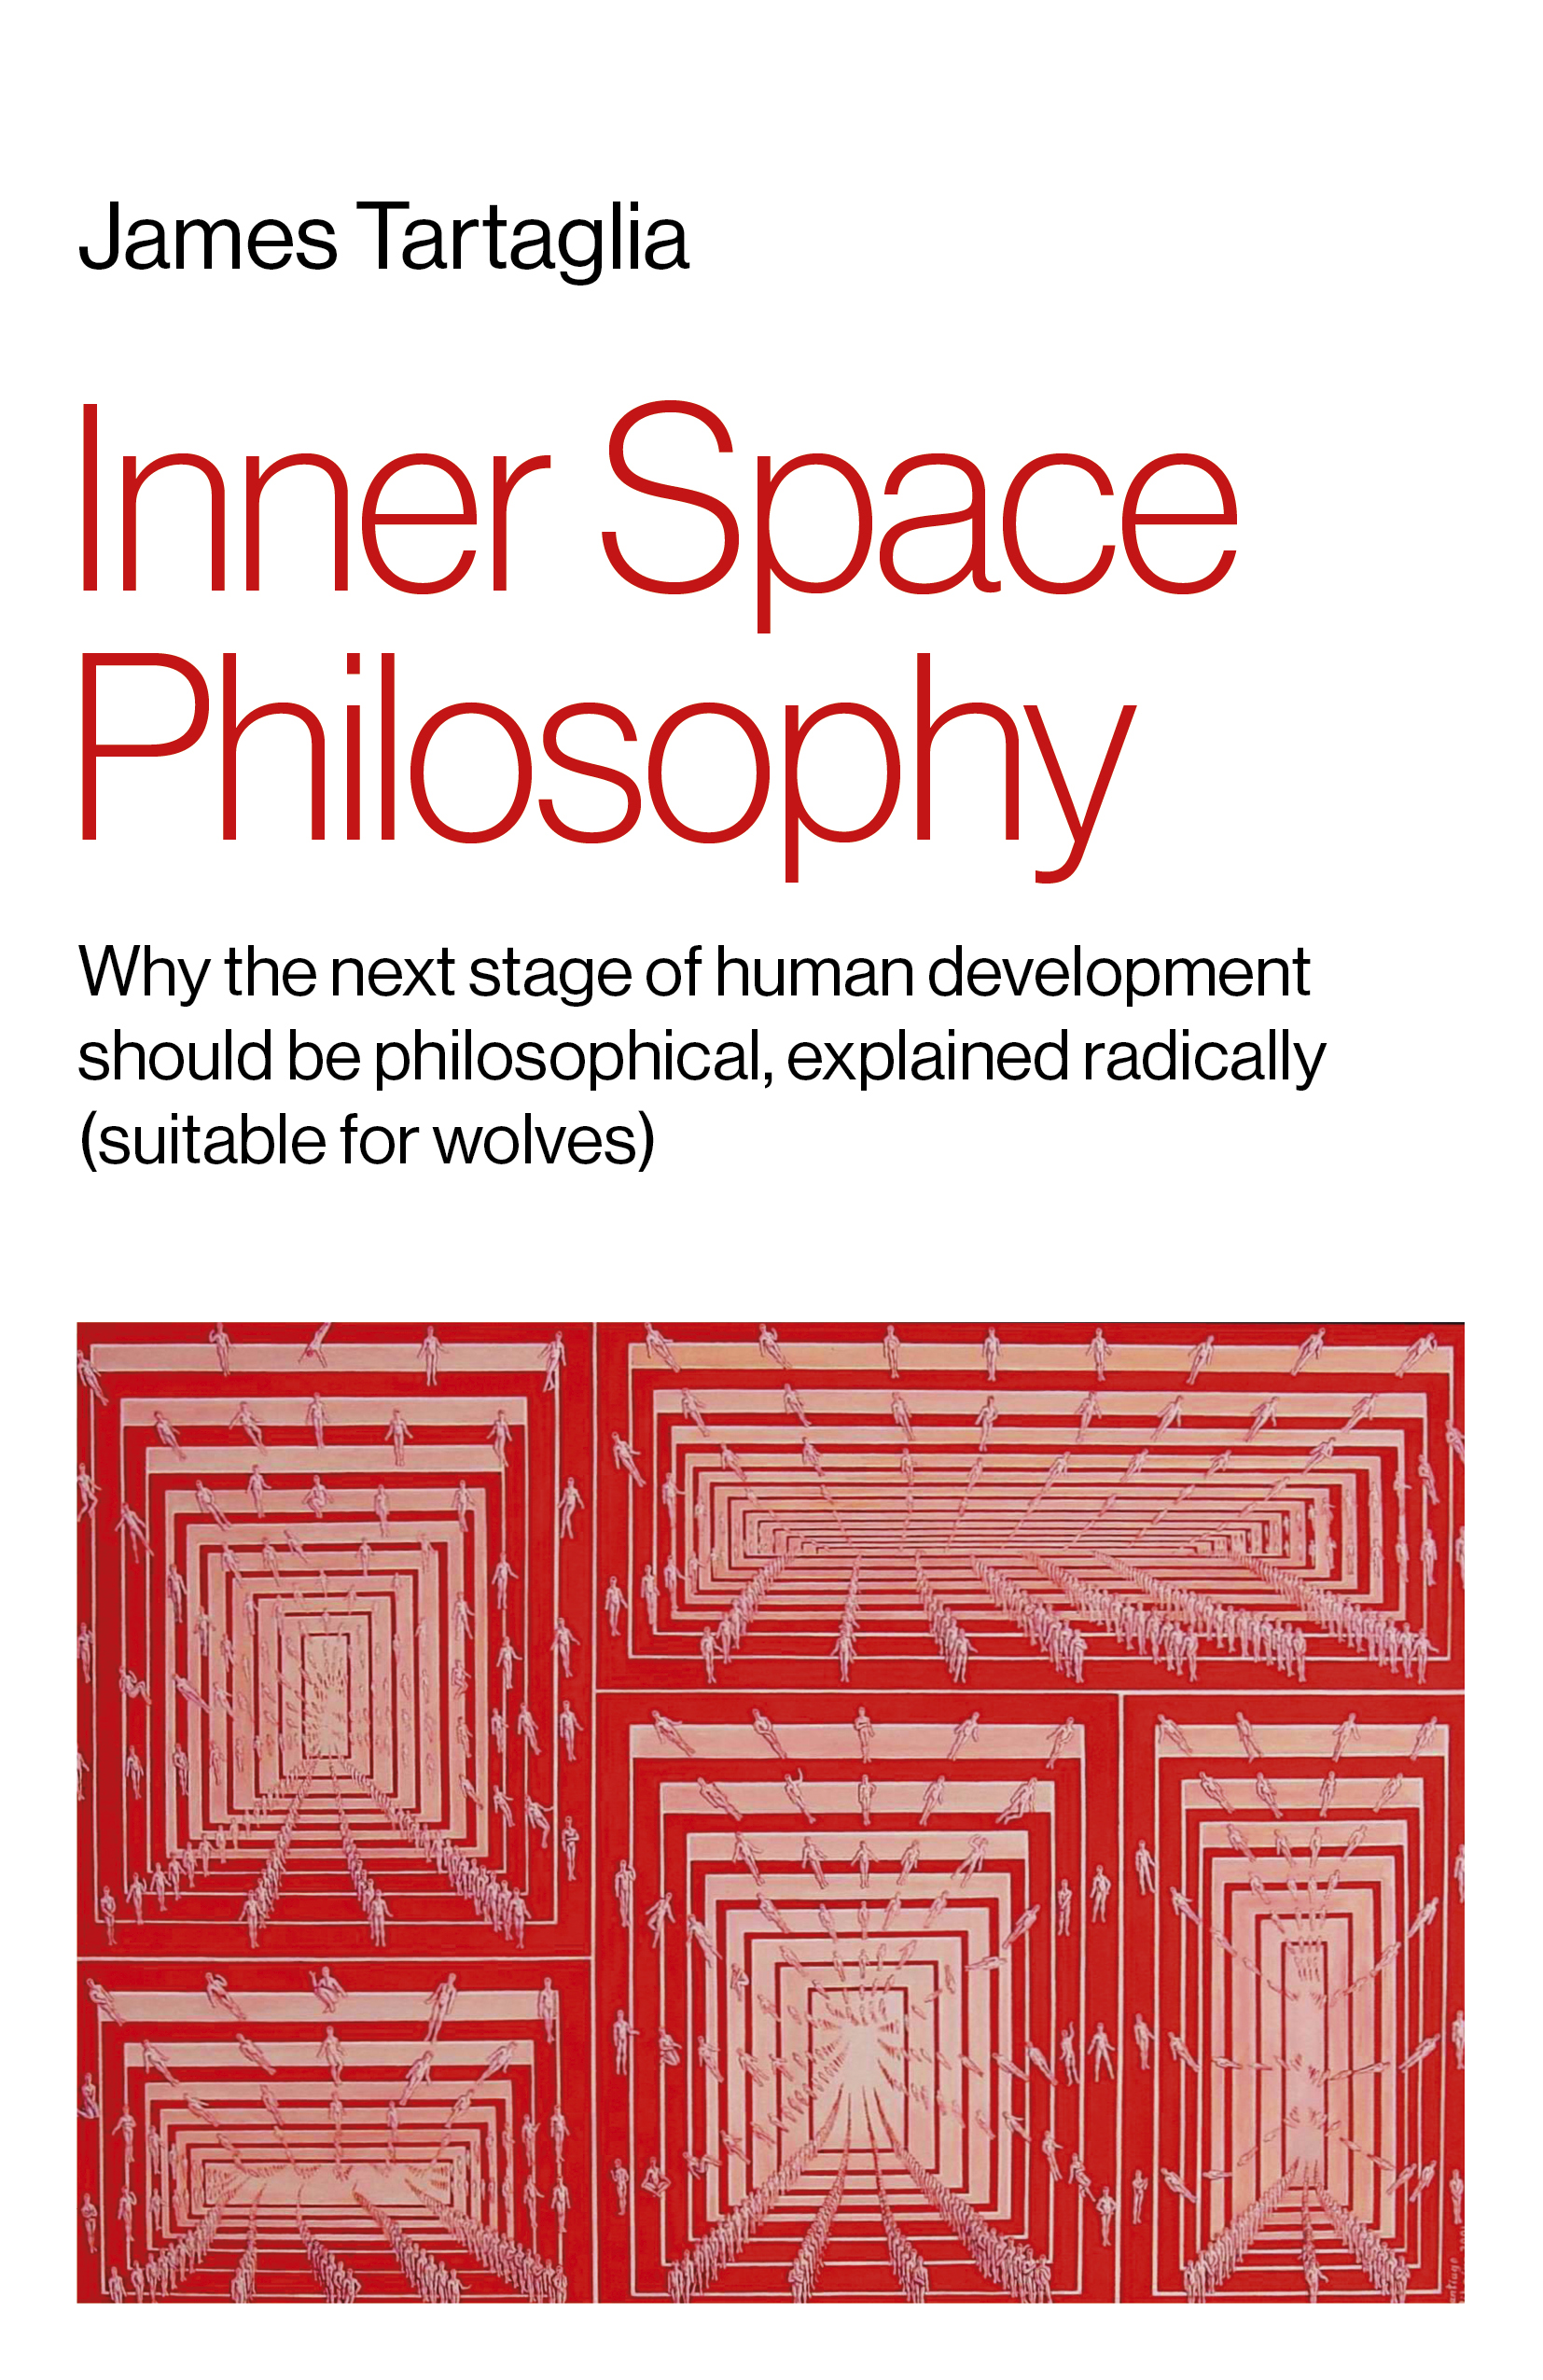 James Tartaglia
Inner Space
Philosophy
Why the next stage of human development
should be philosophical, explained radically
(suitable for wolves)